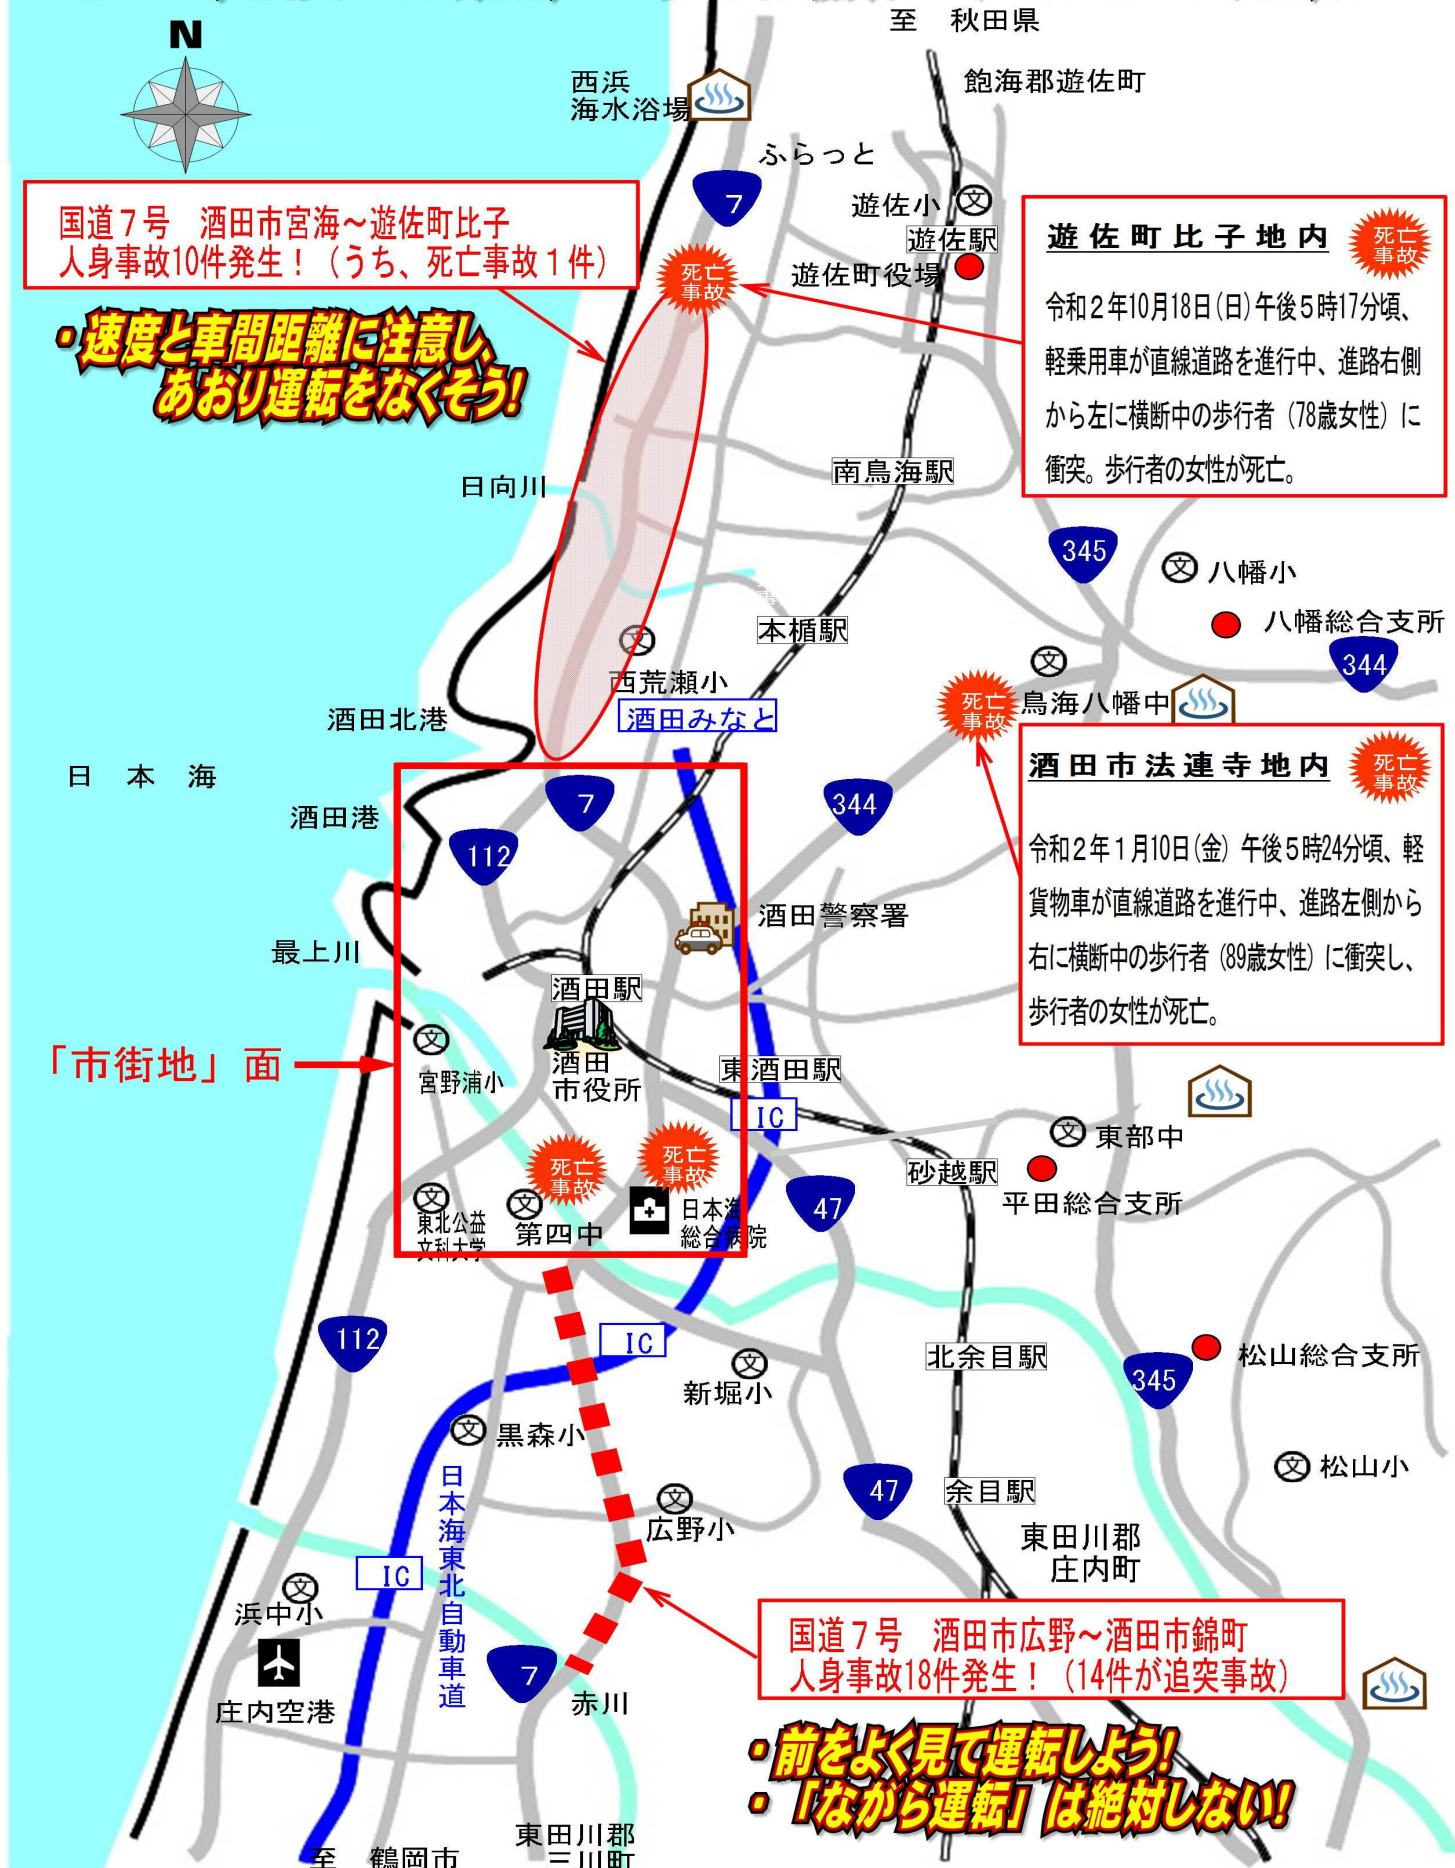 至　秋田県
N
西浜
海水浴場
飽海郡遊佐町
ふらっと
7
遊佐小
文
遊佐駅
遊佐町役場
国道７号　酒田市宮海～遊佐町比子
人身事故10件発生！（うち、死亡事故１件）
・速度と車間距離に注意し、
あおり運転をなくそう!
死亡
事故
遊佐町比子地内
死亡
事故
令和２年10月18日(日)午後５時17分頃、
軽乗用車が直線道路を進行中、進路右側
から左に横断中の歩行者（78歳女性）に
衝突。歩行者の女性が死亡。
日向川
南鳥海駅
345
文
八幡小
八幡総合支所
344
本楯駅
文
西荒瀬小
酒田みなと
文
鳥海八幡中
死亡
事故
酒田北港
日　本　海
酒田港
7
112
344
酒田市法連寺地内
死亡
事故
令和２年１月10日(金）午後５時24分頃、軽
貨物車が直線道路を進行中、進路左側から
右に横断中の歩行者（89歳女性）に衝突し、
歩行者の女性が死亡。
酒田警察署
最上川
酒田駅
酒田
市役所
「市街地」面
文
宮野浦小
東酒田駅
IC
文
東部中
砂越駅
平田総合支所
死亡
事故
死亡
事故
文
東北公益
文科大学
文
第四中
日本海
総合病院
47
112
IC
北余目駅
松山総合支所
345
文
新堀小
文
黒森小
文
松山小
47
余目駅
日本海東北自動車道
文
広野小
東田川郡
庄内町
IC
文
浜中小
庄内空港
7
赤川
国道７号　酒田市広野～酒田市錦町
人身事故18件発生！（14件が追突事故）
・前をよく見て運転しよう!
・「ながら運転」は絶対しない!
東田川郡
三川町
至　鶴岡市